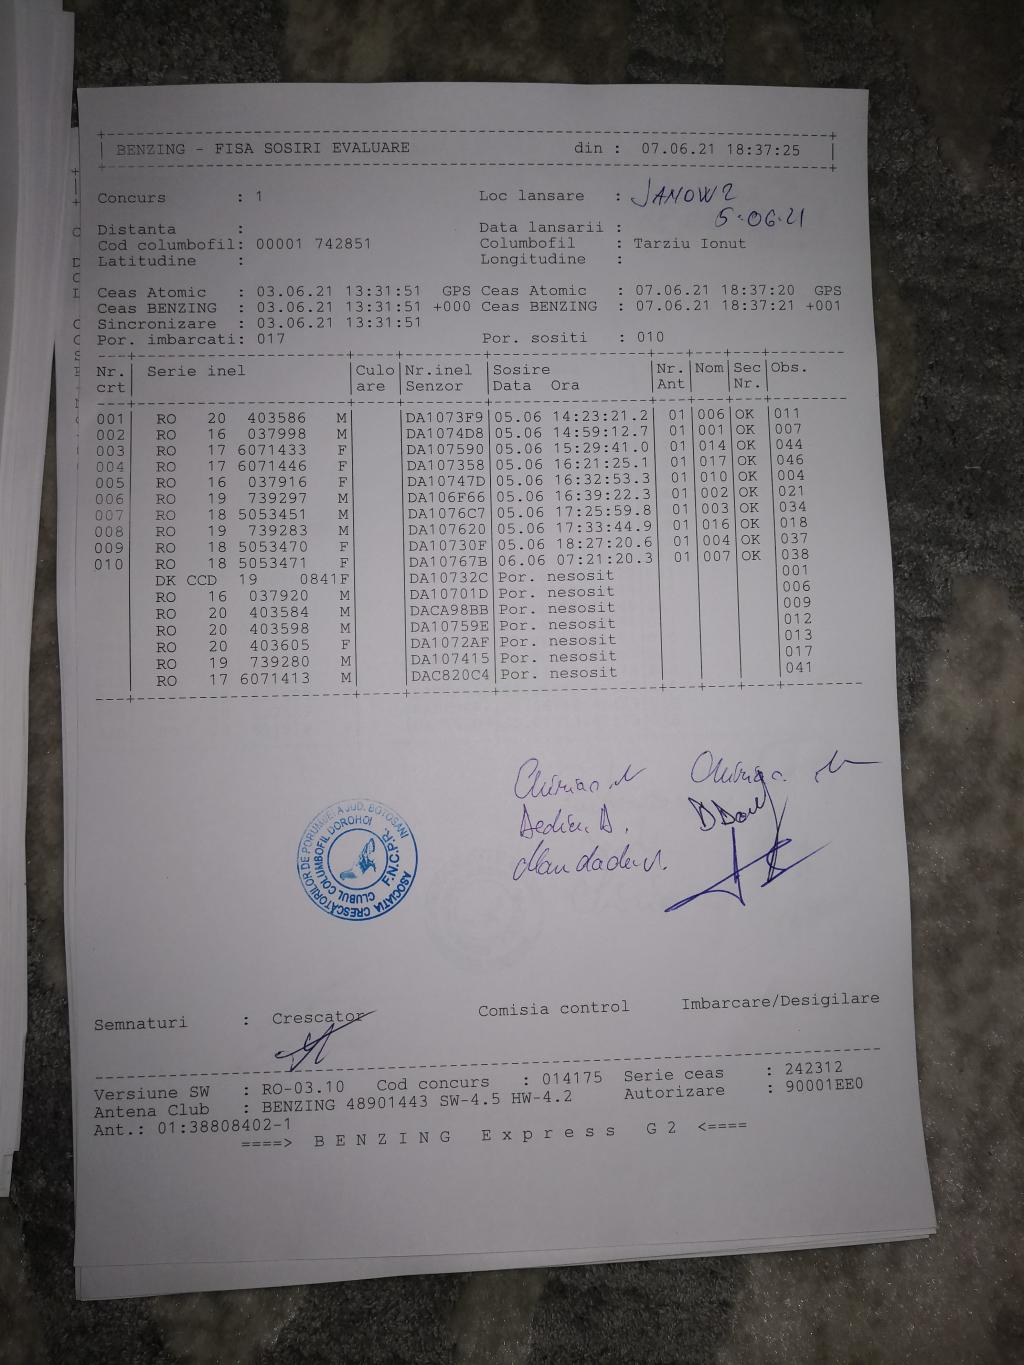 BENZING - FISA SOSIRI EVALUARE din : 07.06.21 18:37:25
Concurs : 1 Loc lansare : JANOW 2
5-06.21
Distanta : Data lansarii :
Cod columbofil: 00001 742851 Columbofil : Tarziu Ionut
Latitudine : Longitudine :
Ceas Atomic : 03.06.21 13:31:51 GPS Ceas Atomic : 07.06.21 18:37:20 GPS
Ceas BENZING : 03.06.21 13:31:51 +000 Ceas BENZING : 07.06.21 18:37:21 +001
Sincronizare : 03.06.21 13:31:51
Por. imbarcati: 017 Por. sositi : 010
Nr. Serie inel Culo Nr.inel Sosire Nr. Nom Sec Obs.
crt are Senzor Data Ora Ant Nr.
001 RO 20 403586 M DA1073F9 05.06 14:23:21.2 01 006 OK 011
002 RO 16 037998 M DA1074D8 05.06 14:59:12.7 01 001 OK 007
003 RO 17 6071433 F DA107590 05.06 15:29:41.0 01 014 OK 044
004 RO 17 6071446 F DA107358 05.06 16:21:25.1 01 017 OK 046
005 RO 16 037916 F DA10747D 05.06 16:32:53.3 01 010 OK 004
006 RO 19 739297 M DA106F66 05.06 16:39:22.3 01 002 OK 021
007 RO 18 5053451 M DA1076C7 05.06 17:25:59.8 01 003 OK 034
008 RO 19 739283 M DA107620 05.06 17:33:44.9 01 016 OK 018
009 RO 18 5053470 F DA10730F 05.06 18:27:20.6 01 004 OK 037
010 RO 18 5053471 F DA10767B 06.06 07:21:20.3 01 007 OK 038
DK CCD 19 0841F DA10732C Por. nesosit 001
RO 16 037920 M DA10701D Por. nesosit 006
RO 20 403584 M DACA98BB Por. nesosit 009
RO 20 403598 M DA10759E Por. nesosit 012
RO 20 403605 F DA1072AF Por. nesosit 013
RO 19 739280 M DA107415 Por. nesosit 017
RO 17 6071413 M DAC820C4 Por. nesosit 041
ASOCIATIA CRESCATORILOR DE PORUMBEI A JUD. BOTOSANI
CLUBUL COLUMBOFIL DOROHOI
F.N.C.P.R.
Semnaturi : Crescator Comisia control Imbarcare/Desigilare
Versiune SW : RO-03.10 Cod concurs : 014175 Serie ceas : 242312
Antena Club : BENZING 48901443 SW-4.5 HW-4.2 Autorizare : 90001EE0
Ant.: 01:38808402-1
====> BENZING Express G2 <====